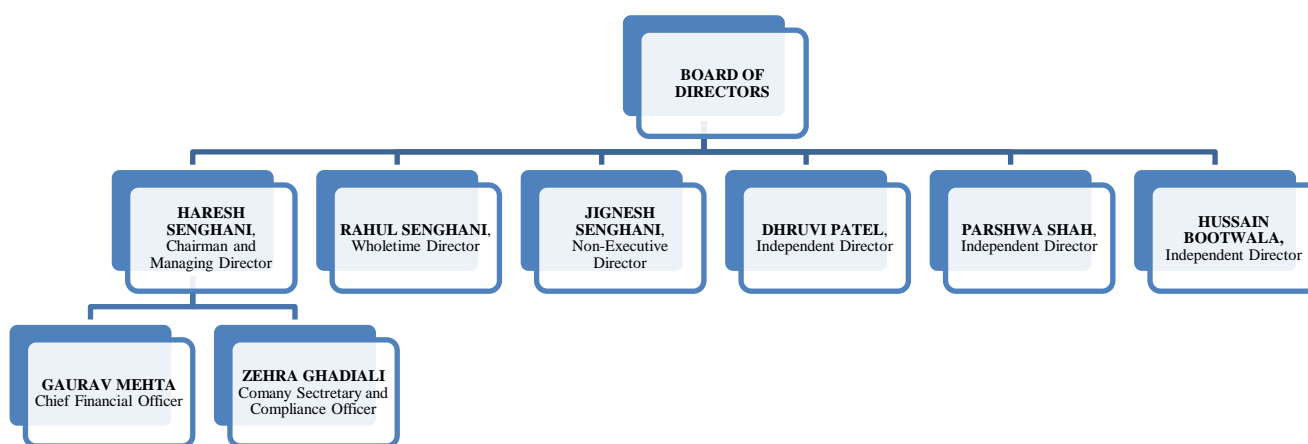 BOARD OF
DIRECTORS
HARESH
SENGHANI,
Chairman and
Managing Director
RAHUL SENGHANI,
Wholetime Director
JIGNESH
SENGHANI,
Non-Executive
Director
DHRUVI PATEL,
Independent Director
PARSHWA SHAH,
Independent Director
HUSSAIN
BOOTWALA,
Independent Director
GAURAV MEHTA
Chief Financial Officer
ZEHRA GHADIALI
Comany Sectretary and
Compliance Officer